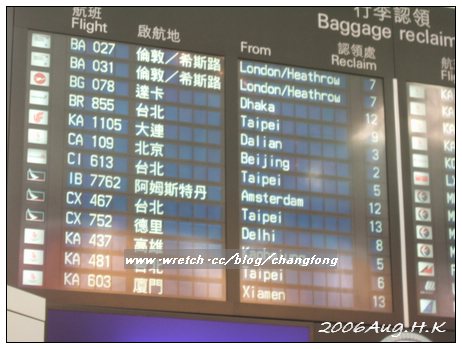 行李認領
Baggage reclaim
航班 啟航地 認領處
Flight From Reclaim
BA 027 倫敦／希斯路 London/Heathrow 7
BA 031 倫敦／希斯路 London/Heathrow 7
BG 078 達卡 Dhaka 12
BR 855 台北 Taipei 9
KA 1105 大連 Dalian 3
CA 109 北京 Beijing 2
CI 613 台北 Taipei 5
IB 7762 阿姆斯特丹 Amsterdam 12
CX 467 台北 Taipei 13
CX 752 德里 Delhi 8
KA 437 高雄 5
KA 481 台北 Taipei 6
KA 603 廈門 Xiamen 13
www.wretch.cc/blog/changtong
2006Aug.H.K